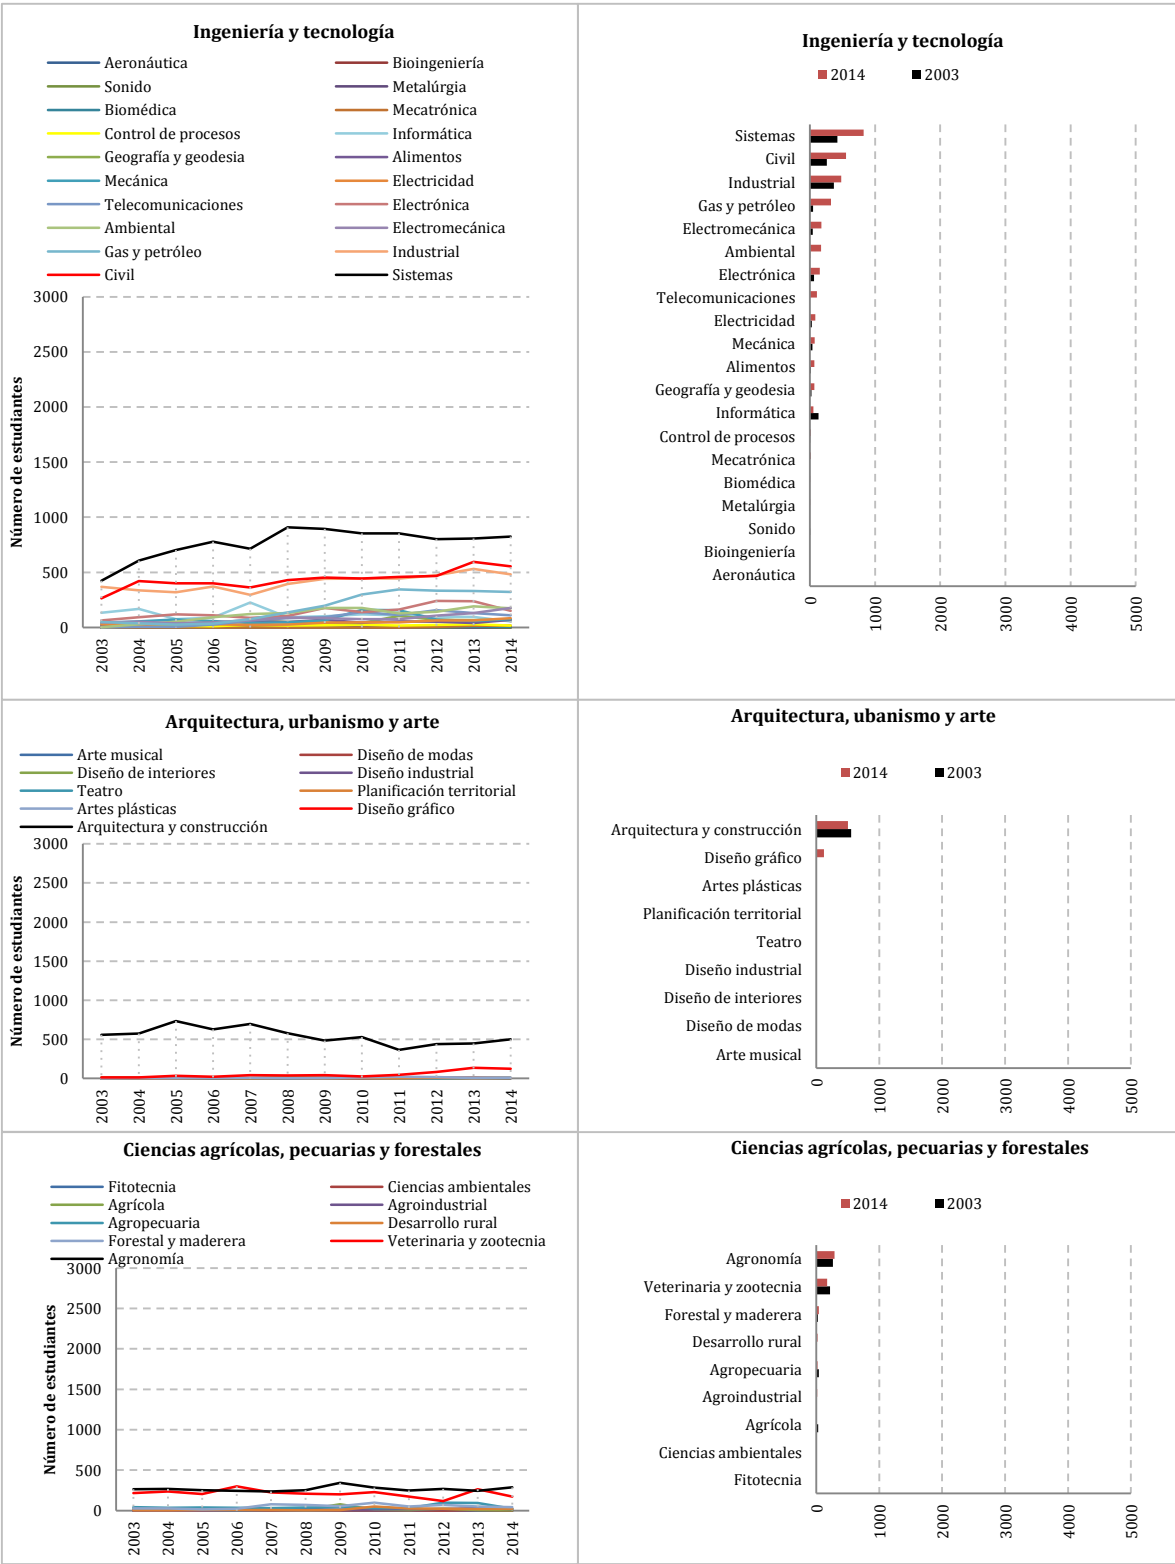 Ingeniería y tecnología
Aeronáutica Bioingeniería
Sonido Metalúrgia
Biomédica Mecatrónica
Control de procesos Informática
Geografía y geodesia Alimentos
Mecánica Electricidad
Telecomunicaciones Electrónica
Ambiental Electromecánica
Gas y petróleo Industrial
Civil Sistemas
Número de estudiantes
3000
2500
2000
1500
1000
500
0
2003 2004 2005 2006 2007 2008 2009 2010 2011 2012 2013 2014
Ingeniería y tecnología
2014 2003
Sistemas
Civil
Industrial
Gas y petróleo
Electromecánica
Ambiental
Electrónica
Telecomunicaciones
Electricidad
Mecánica
Alimentos
Geografía y geodesia
Informática
Control de procesos
Mecatrónica
Biomédica
Metalúrgia
Sonido
Bioingeniería
Aeronáutica
0 1000 2000 3000 4000 5000
Arquitectura, urbanismo y arte
Arte musical Diseño de modas
Diseño de interiores Diseño industrial
Teatro Planificación territorial
Artes plásticas Diseño gráfico
Arquitectura y construcción
Número de estudiantes
3000
2500
2000
1500
1000
500
0
2003 2004 2005 2006 2007 2008 2009 2010 2011 2012 2013 2014
Arquitectura, ubanismo y arte
2014 2003
Arquitectura y construcción
Diseño gráfico
Artes plásticas
Planificación territorial
Teatro
Diseño industrial
Diseño de interiores
Diseño de modas
Arte musical
0 1000 2000 3000 4000 5000
Ciencias agrícolas, pecuarias y forestales
Fitotecnia Ciencias ambientales
Agrícola Agroindustrial
Agropecuaria Desarrollo rural
Forestal y maderera Veterinaria y zootecnia
Agronomía
Número de estudiantes
3000
2500
2000
1500
1000
500
0
2003 2004 2005 2006 2007 2008 2009 2010 2011 2012 2013 2014
Ciencias agrícolas, pecuarias y forestales
2014 2003
Agronomía
Veterinaria y zootecnia
Forestal y maderera
Desarrollo rural
Agropecuaria
Agroindustrial
Agrícola
Ciencias ambientales
Fitotecnia
0 1000 2000 3000 4000 5000